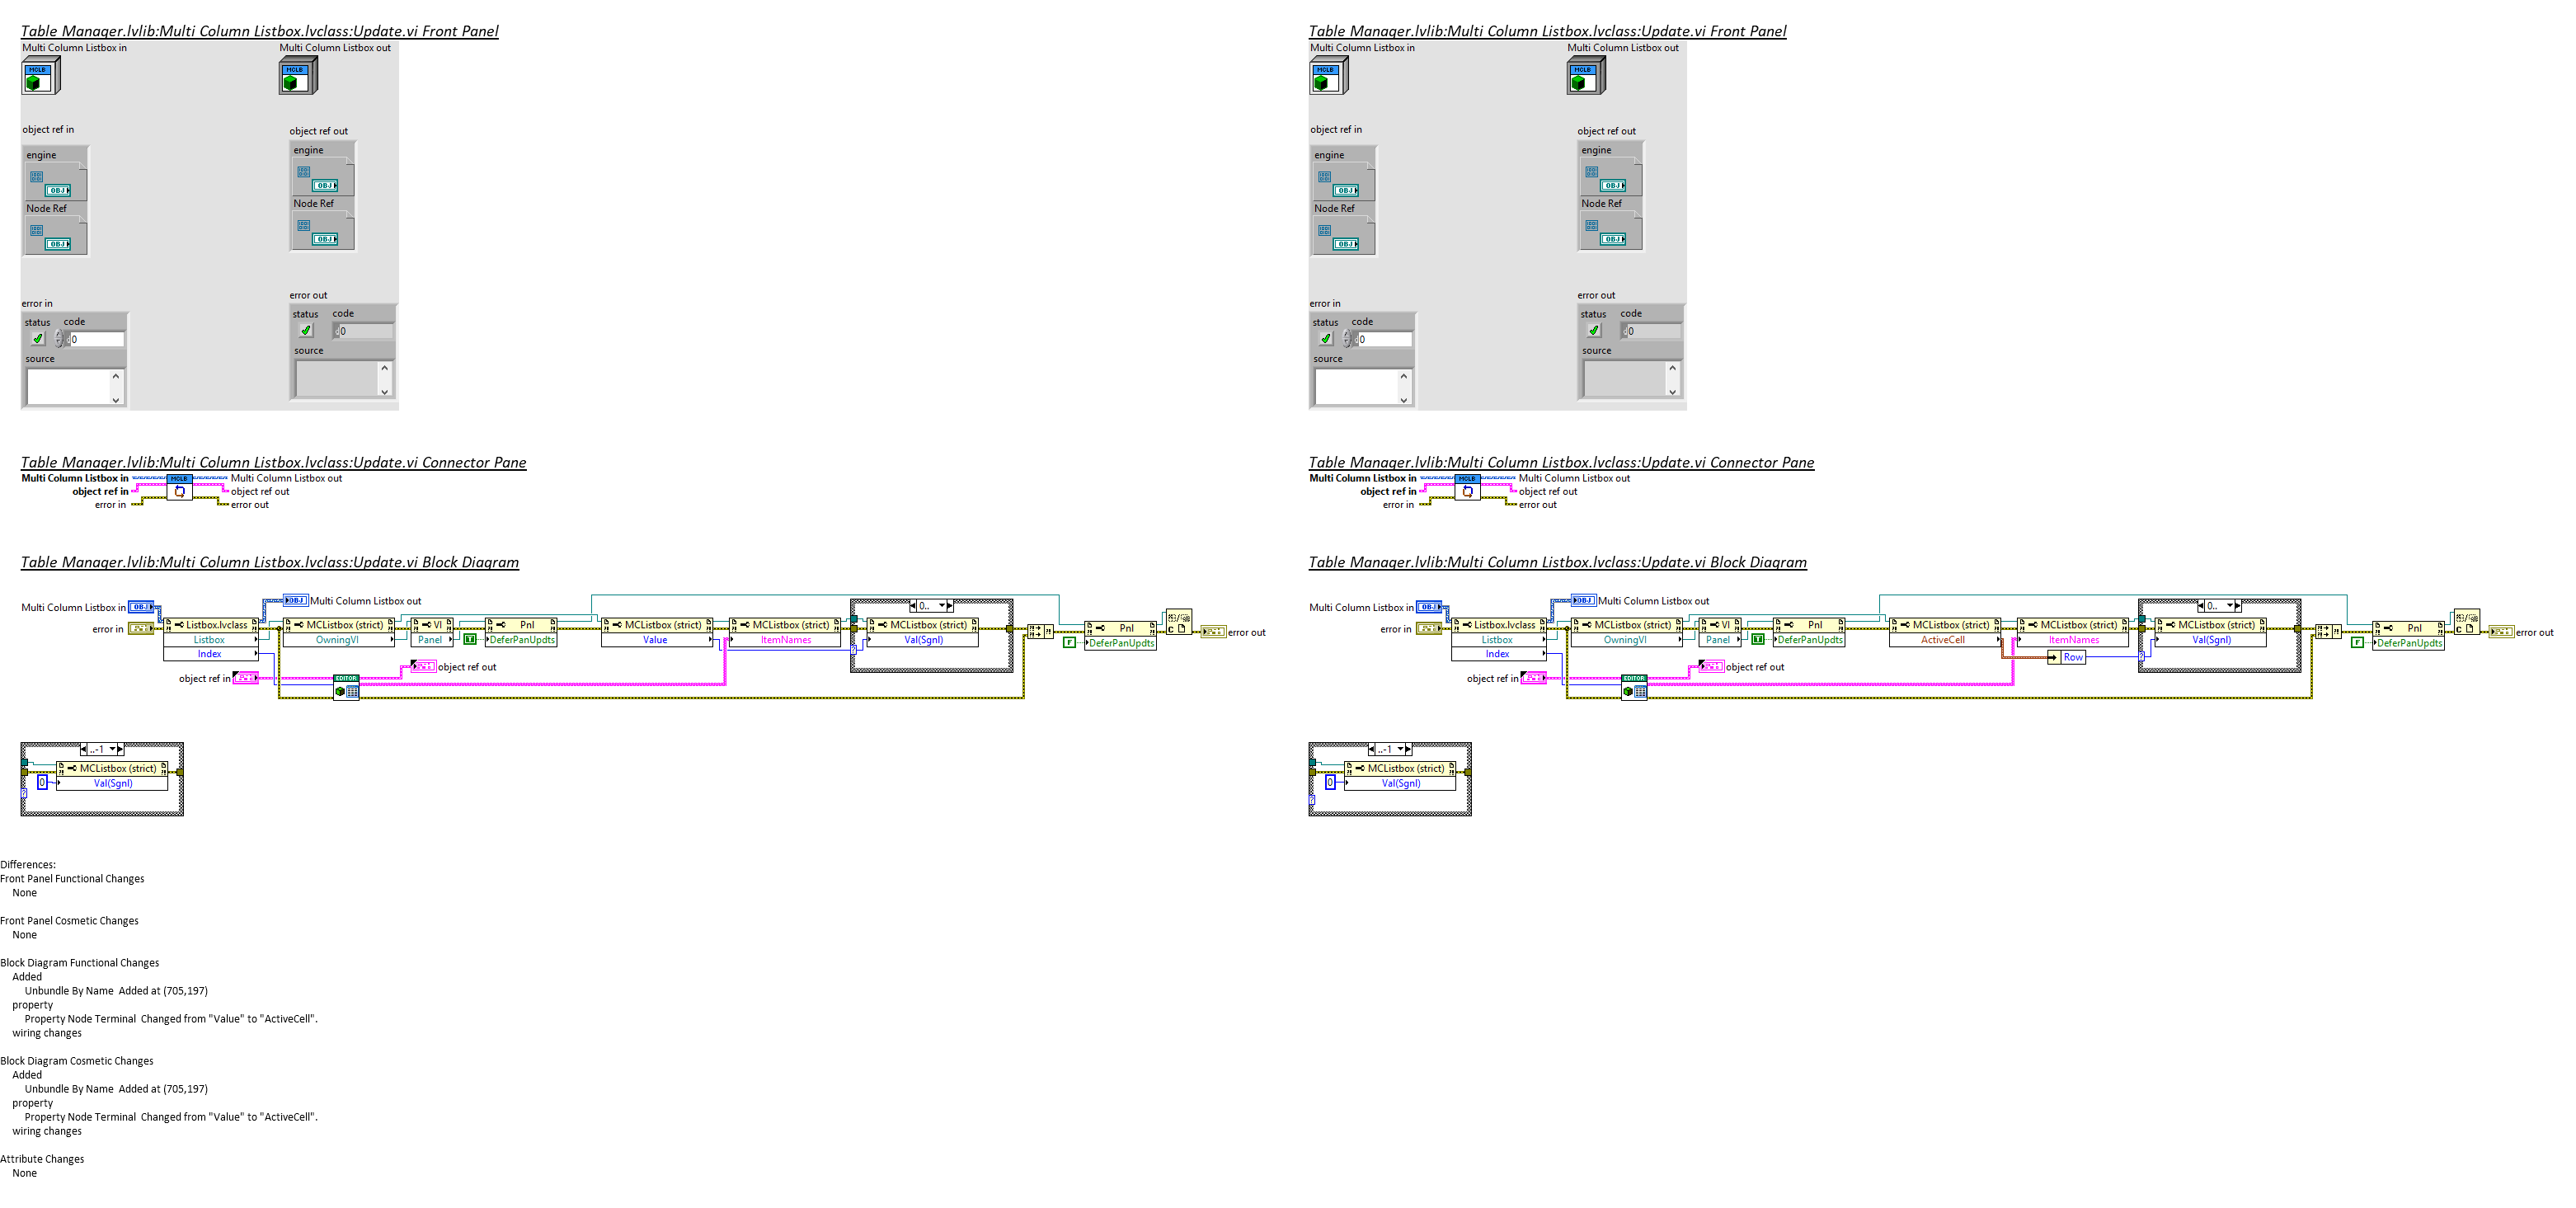 Table Manager.lvlib:Multi Column Listbox.lvclass:Update.vi Front Panel
Multi Column Listbox in
Multi Column Listbox out
MCLB
MCLB
object ref in
object ref out
engine
engine
OBJ
OBJ
Node Ref
Node Ref
OBJ
OBJ
error in
error out
status
code
status
code
0
0
source
source
Table Manager.lvlib:Multi Column Listbox.lvclass:Update.vi Connector Pane
Multi Column Listbox in
MCLB
Multi Column Listbox out
object ref in
object ref out
error in
error out
Table Manager.lvlib:Multi Column Listbox.lvclass:Update.vi Block Diagram
Multi Column Listbox in
OBJ
OBJ
Multi Column Listbox out
0..
error in
Listbox.lvclass
MCListbox (strict)
VI
Pnl
MCListbox (strict)
MCListbox (strict)
MCListbox (strict)
Pnl
error out
Listbox
OwningVI
Panel
T
DeferPanUpdts
Value
ItemNames
Val(Sgnl)
F
DeferPanUpdts
Index
?
object ref out
object ref in
EDITOR
..-1
MCListbox (strict)
0
Val(Sgnl)
?
Table Manager.lvlib:Multi Column Listbox.lvclass:Update.vi Front Panel
Multi Column Listbox in
Multi Column Listbox out
MCLB
MCLB
object ref in
object ref out
engine
engine
OBJ
OBJ
Node Ref
Node Ref
OBJ
OBJ
error in
error out
status
code
status
code
0
0
source
source
Table Manager.lvlib:Multi Column Listbox.lvclass:Update.vi Connector Pane
Multi Column Listbox in
MCLB
Multi Column Listbox out
object ref in
object ref out
error in
error out
Table Manager.lvlib:Multi Column Listbox.lvclass:Update.vi Block Diagram
Multi Column Listbox in
OBJ
OBJ
Multi Column Listbox out
0..
error in
Listbox.lvclass
MCListbox (strict)
VI
Pnl
MCListbox (strict)
MCListbox (strict)
MCListbox (strict)
Pnl
error out
Listbox
OwningVI
Panel
T
DeferPanUpdts
ActiveCell
ItemNames
Val(Sgnl)
F
DeferPanUpdts
Index
Row
?
object ref out
object ref in
EDITOR
..-1
MCListbox (strict)
0
Val(Sgnl)
?
Differences:
Front Panel Functional Changes
None
Front Panel Cosmetic Changes
None
Block Diagram Functional Changes
Added
Unbundle By Name  Added at (705,197)
property
Property Node Terminal  Changed from "Value" to "ActiveCell".
wiring changes
Block Diagram Cosmetic Changes
Added
Unbundle By Name  Added at (705,197)
property
Property Node Terminal  Changed from "Value" to "ActiveCell".
wiring changes
Attribute Changes
None